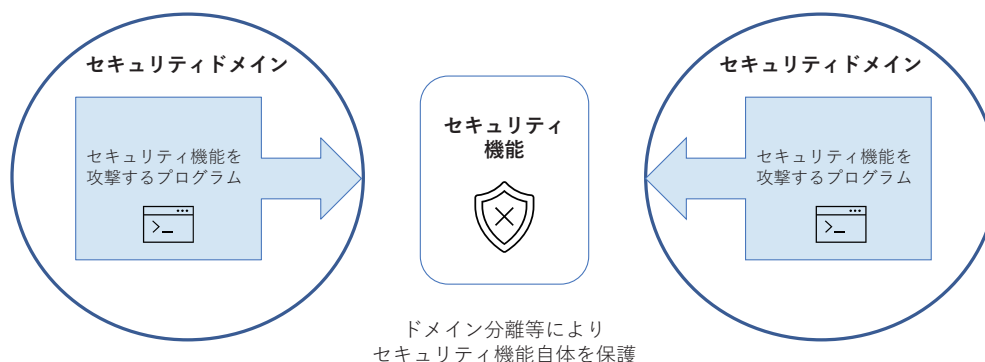 セキュリティドメイン
セキュリティ機能を
攻撃するプログラム
セキュリティ
機能
セキュリティドメイン
セキュリティ機能を
攻撃するプログラム
ドメイン分離等により
セキュリティ機能自体を保護